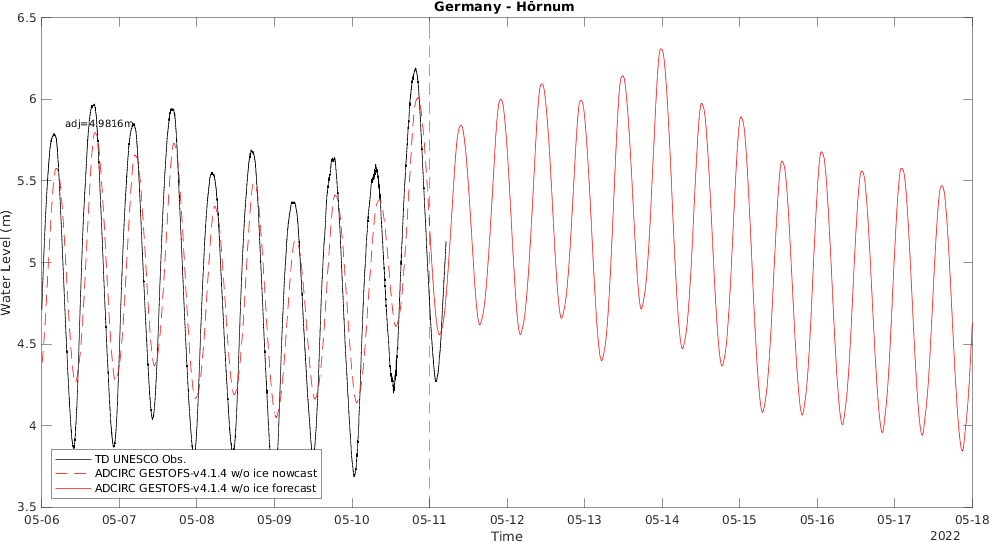 Germany - Hörnum
6.5
6
5.5
5
4.5
4
3.5
Water Level (m)
adj=4.9816m
TD UNESCO Obs.
ADCIRC GESTOFS-v4.1.4 w/o ice nowcast
ADCIRC GESTOFS-v4.1.4 w/o ice forecast
05-06 05-07 05-08 05-09 05-10 05-11 05-12 05-13 05-14 05-15 05-16 05-17 05-18
Time
2022